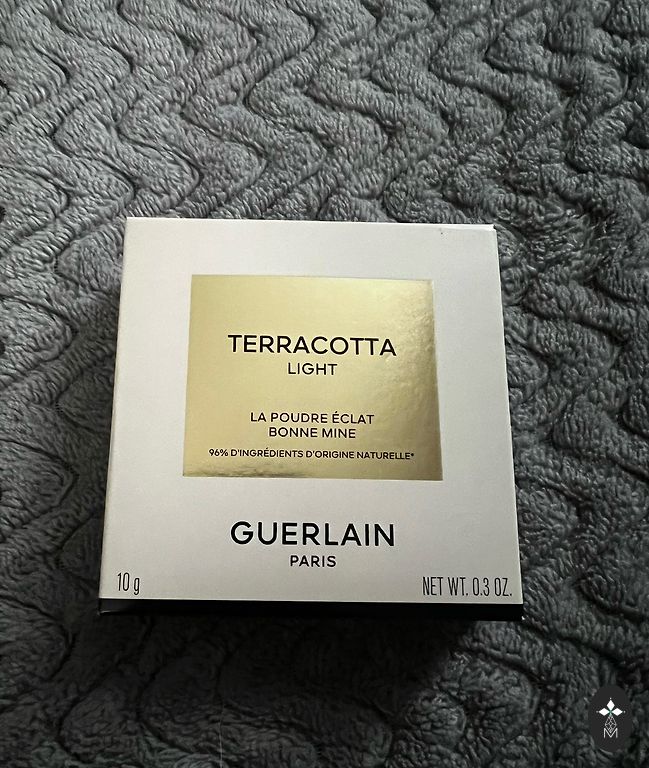 TERRACOTTA
LIGHT
LA POUDRE ÉCLAT
BONNE MINE
96% D'INGRÉDIENTS D'ORIGINE NATURELLE*
GUERLAIN
PARIS
10 g
NET WT. 0.3 OZ.
M